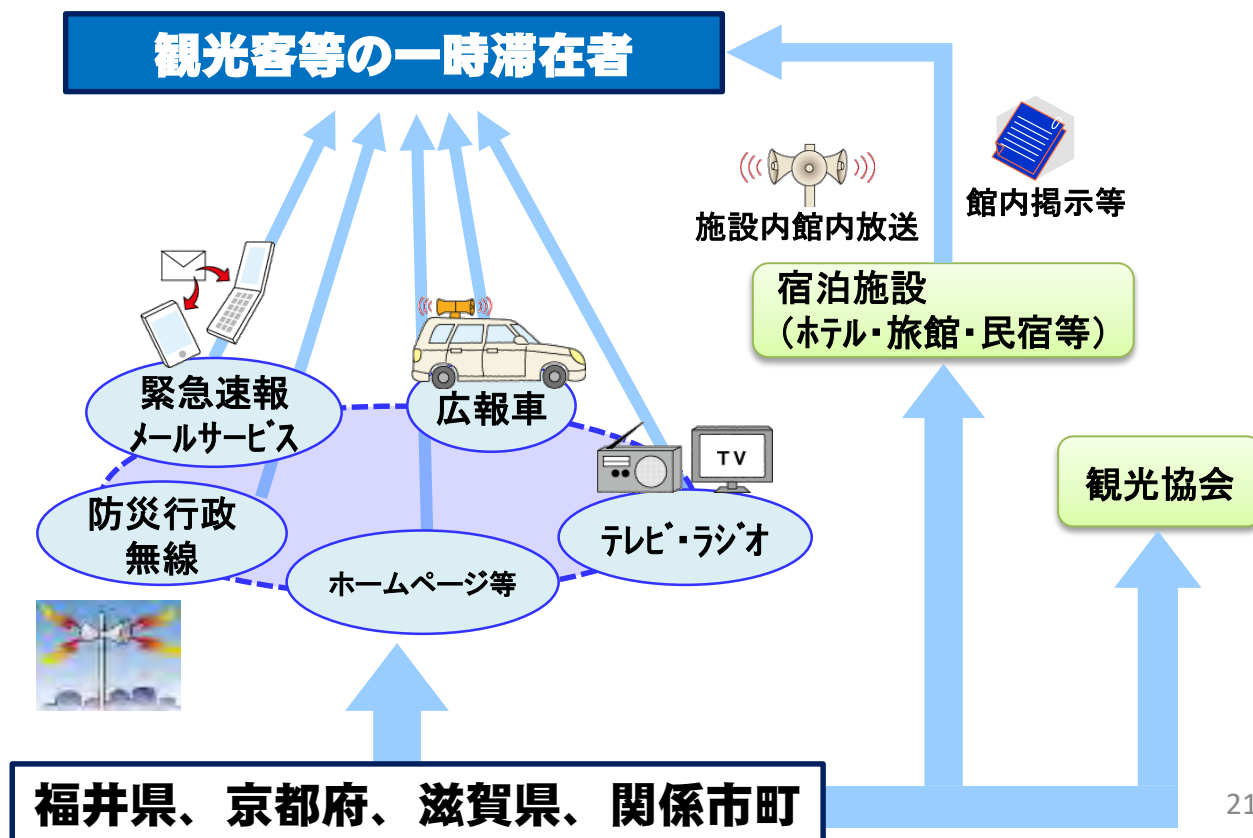 観光客等の一時滞在者
施設内館内放送
館内掲示等
宿泊施設
（ﾎﾃﾙ・旅館・民宿等）
緊急速報
ﾒｰﾙｻｰﾋﾞｽ
広報車
TV
観光協会
防災行政
無線
ﾃﾚﾋﾞ・ﾗｼﾞｵ
ホームページ等
福井県、京都府、滋賀県、関係市町
21